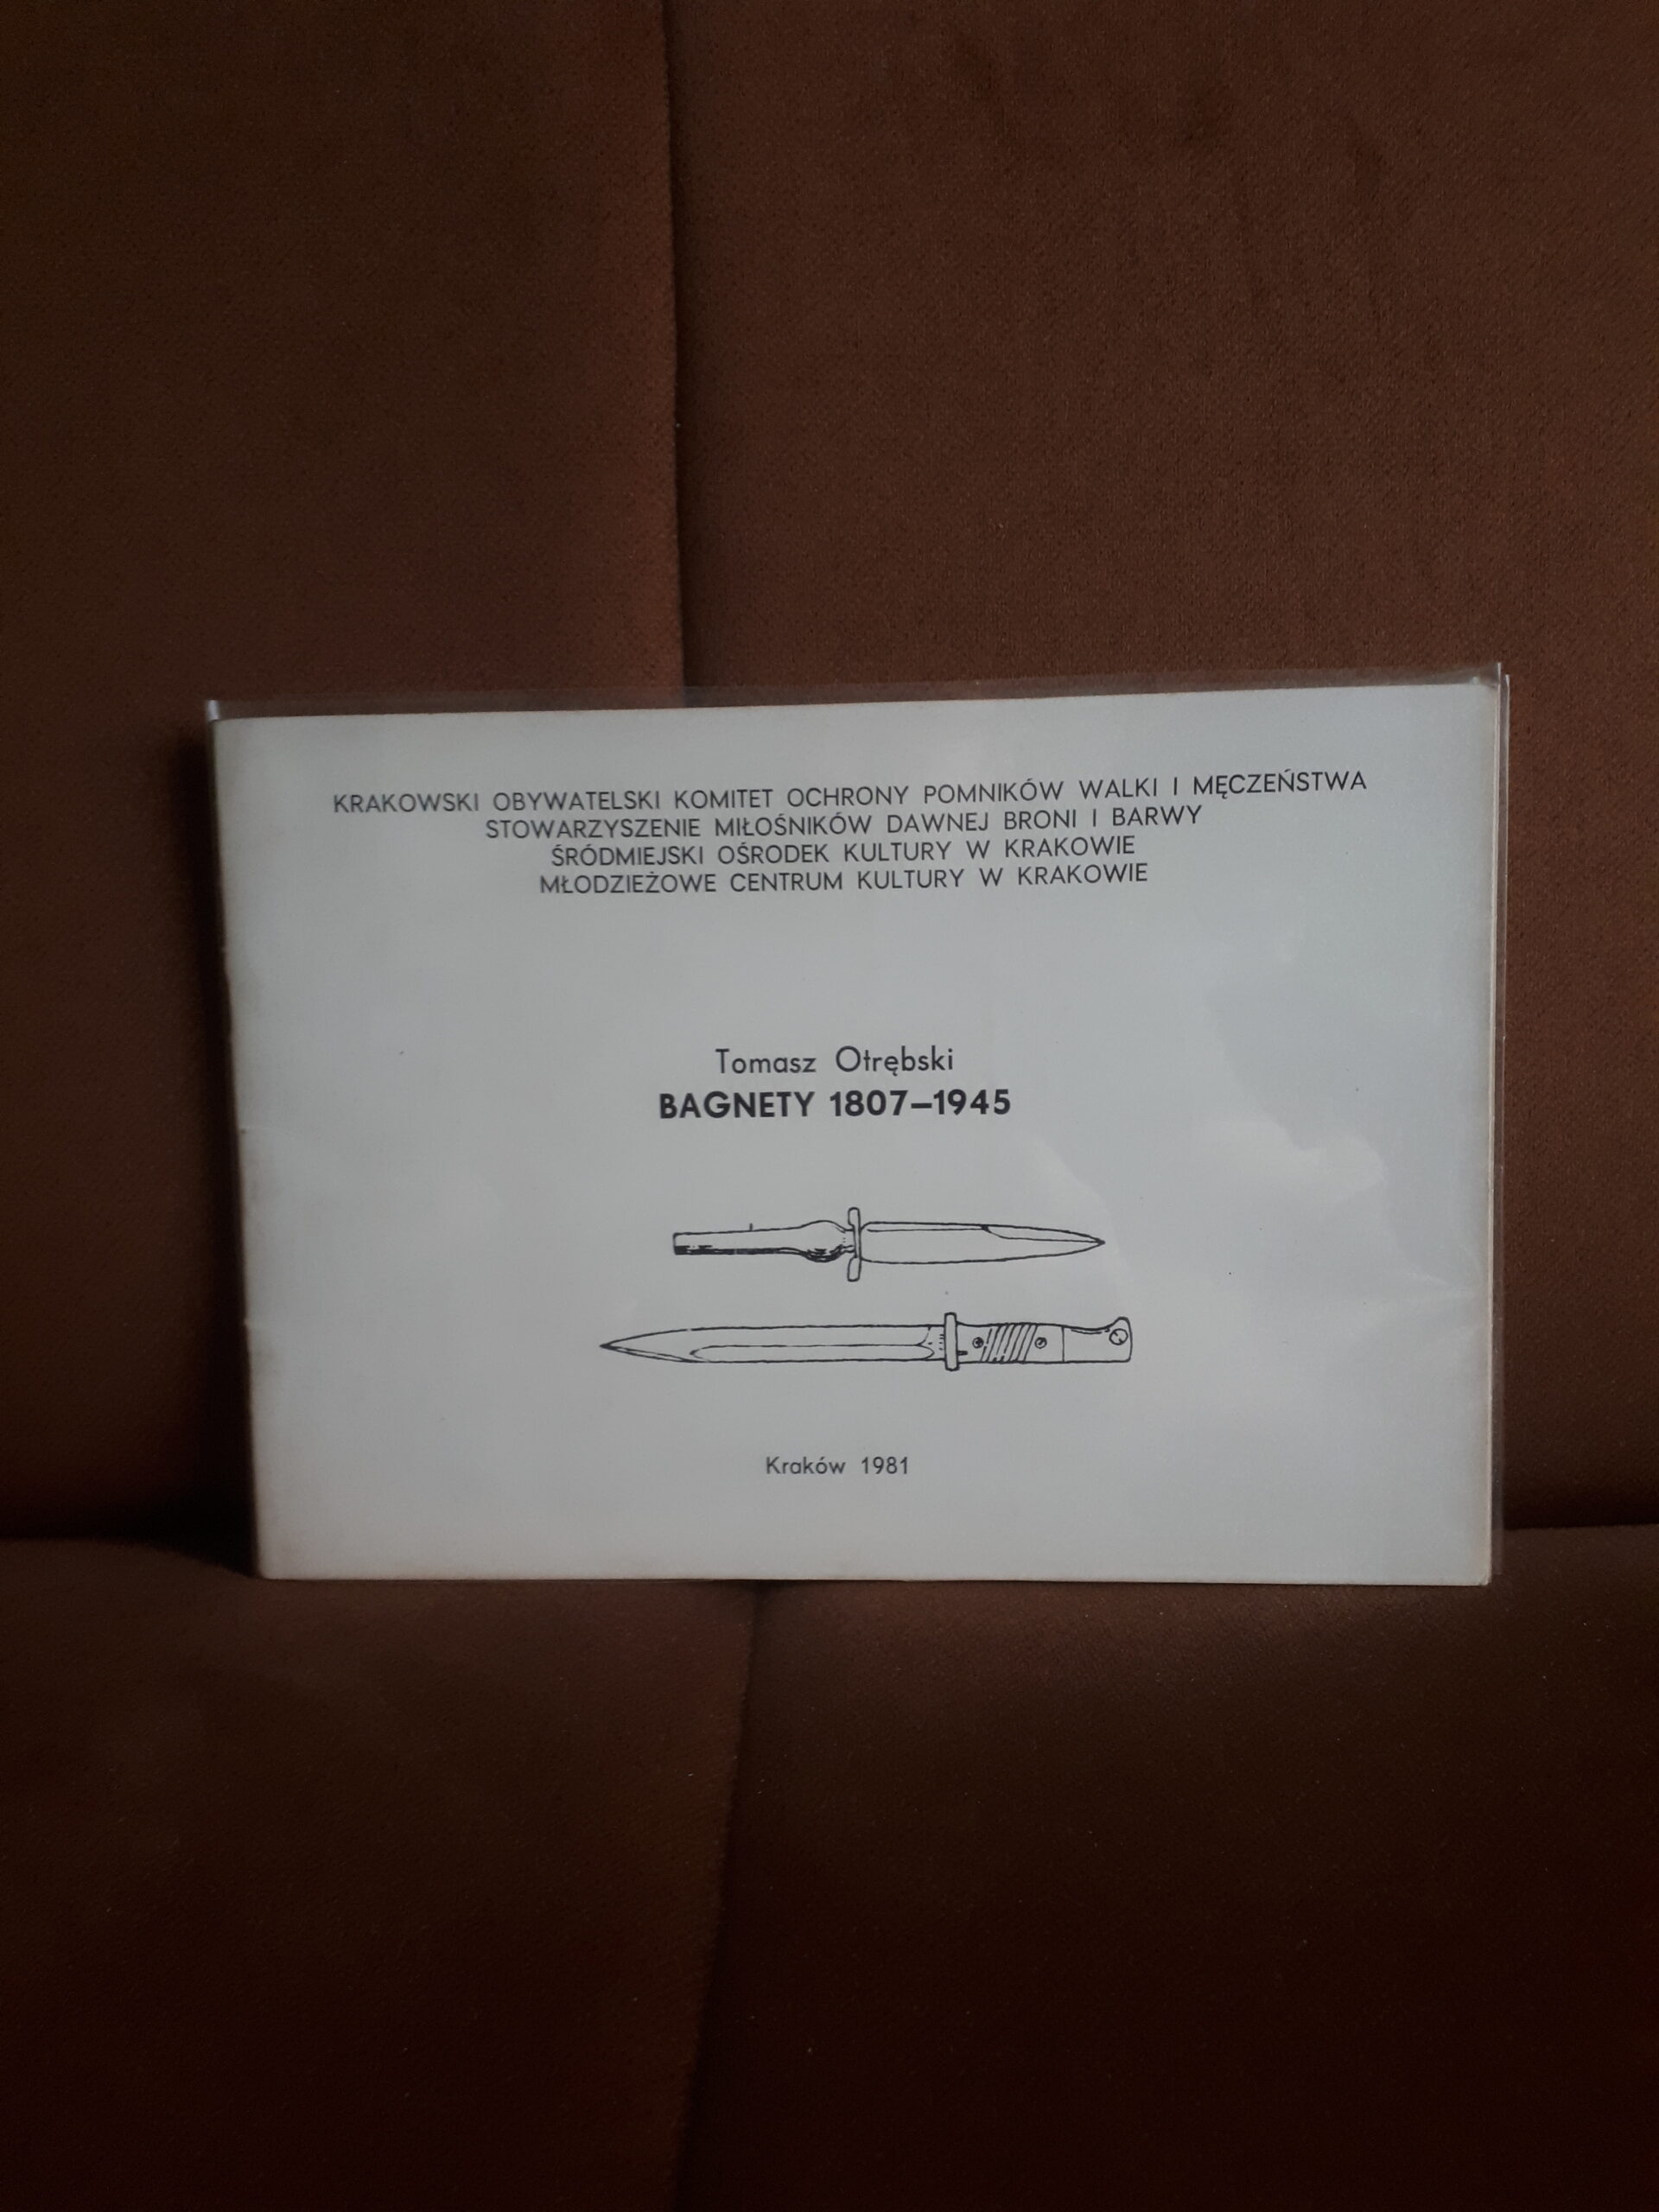 KRAKOWSKI OBYWATELSKI KOMITET OCHRONY POMNIKÓW WALKI I MĘCZEŃSTWA
STOWARZYSZENIE MIŁOŚNIKÓW DAWNEJ BRONI I BARWY
ŚRÓDMIEJSKI OŚRODEK KULTURY W KRAKOWIE
MŁODZIEŻOWE CENTRUM KULTURY W KRAKOWIE
Tomasz Otrębski
BAGNETY 1807–1945
Kraków 1981